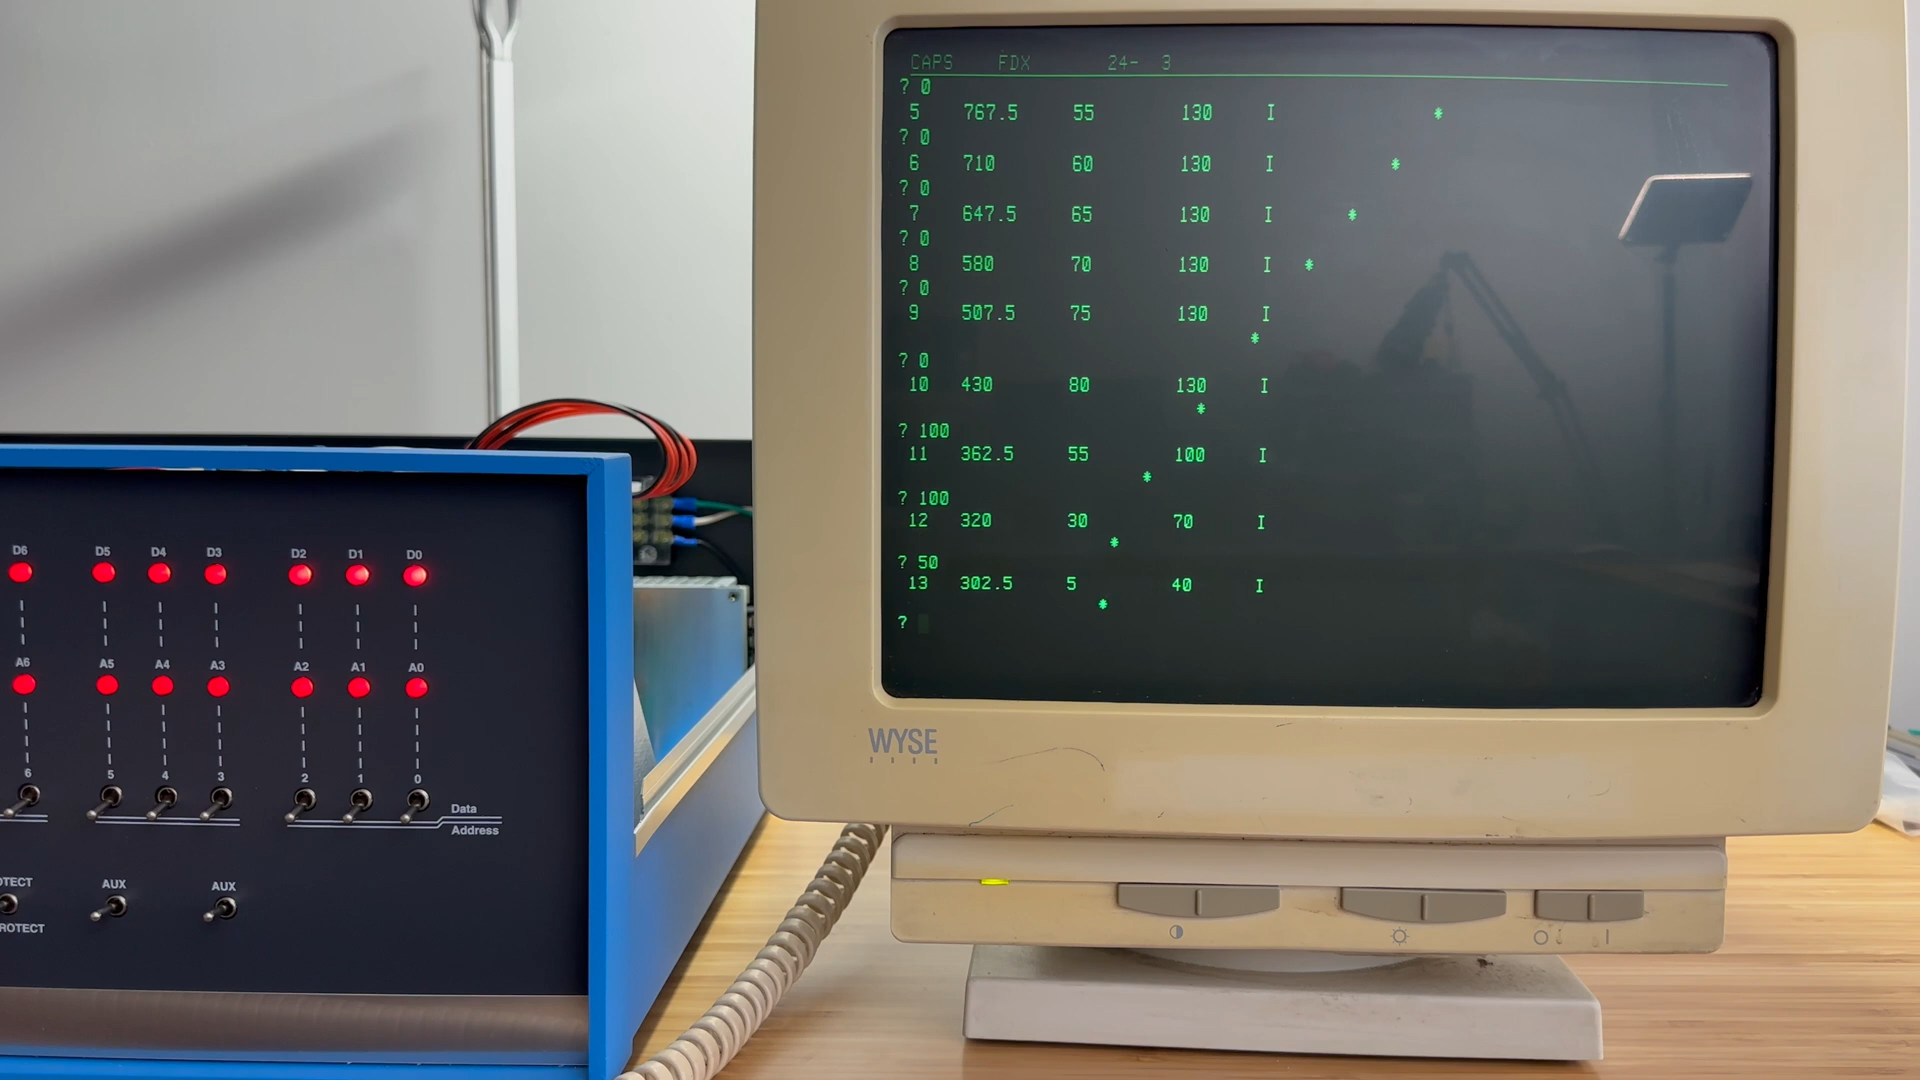 CAPS FDX 24- 3
? 0
5 767.5 55 130 I *
? 0
6 710 60 130 I *
? 0
7 647.5 65 130 I *
? 0
8 580 70 130 I *
? 0
9 507.5 75 130 I
*
? 0
10 430 80 130 I
*
? 100
11 362.5 55 100 I
*
? 100
12 320 30 70 I
*
? 50
13 302.5 5 40 I
*
?
WYSE
D6 D5 D4 D3 D2 D1 D0
A6 A5 A4 A3 A2 A1 A0
6 5 4 3 2 1 0
Data
Address
OTECT AUX AUX
ROTECT